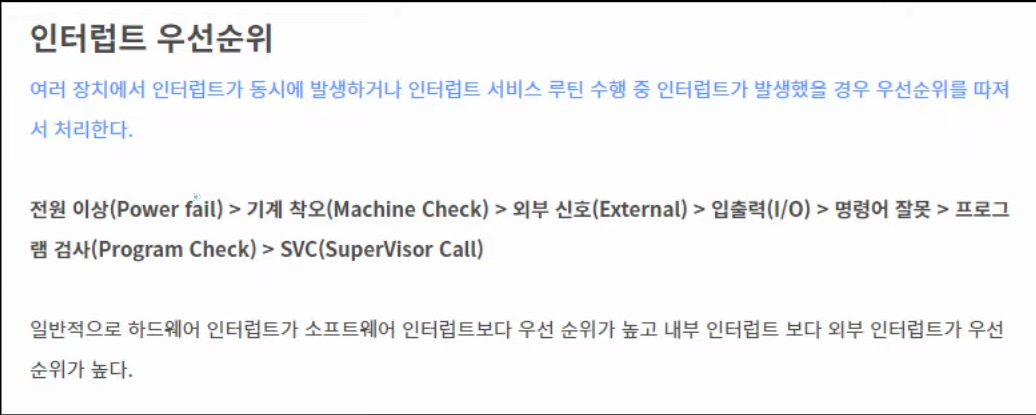 인터럽트 우선순위
여러 장치에서 인터럽트가 동시에 발생하거나 인터럽트 서비스 루틴 수행 중 인터럽트가 발생했을 경우 우선순위를 따져
서 처리한다.
전원 이상(Power fail) > 기계 착오(Machine Check) > 외부 신호(External) > 입출력(I/O) > 명령어 잘못 > 프로그
램 검사(Program Check) > SVC(SuperVisor Call)
일반적으로 하드웨어 인터럽트가 소프트웨어 인터럽트보다 우선 순위가 높고 내부 인터럽트 보다 외부 인터럽트가 우선
순위가 높다.